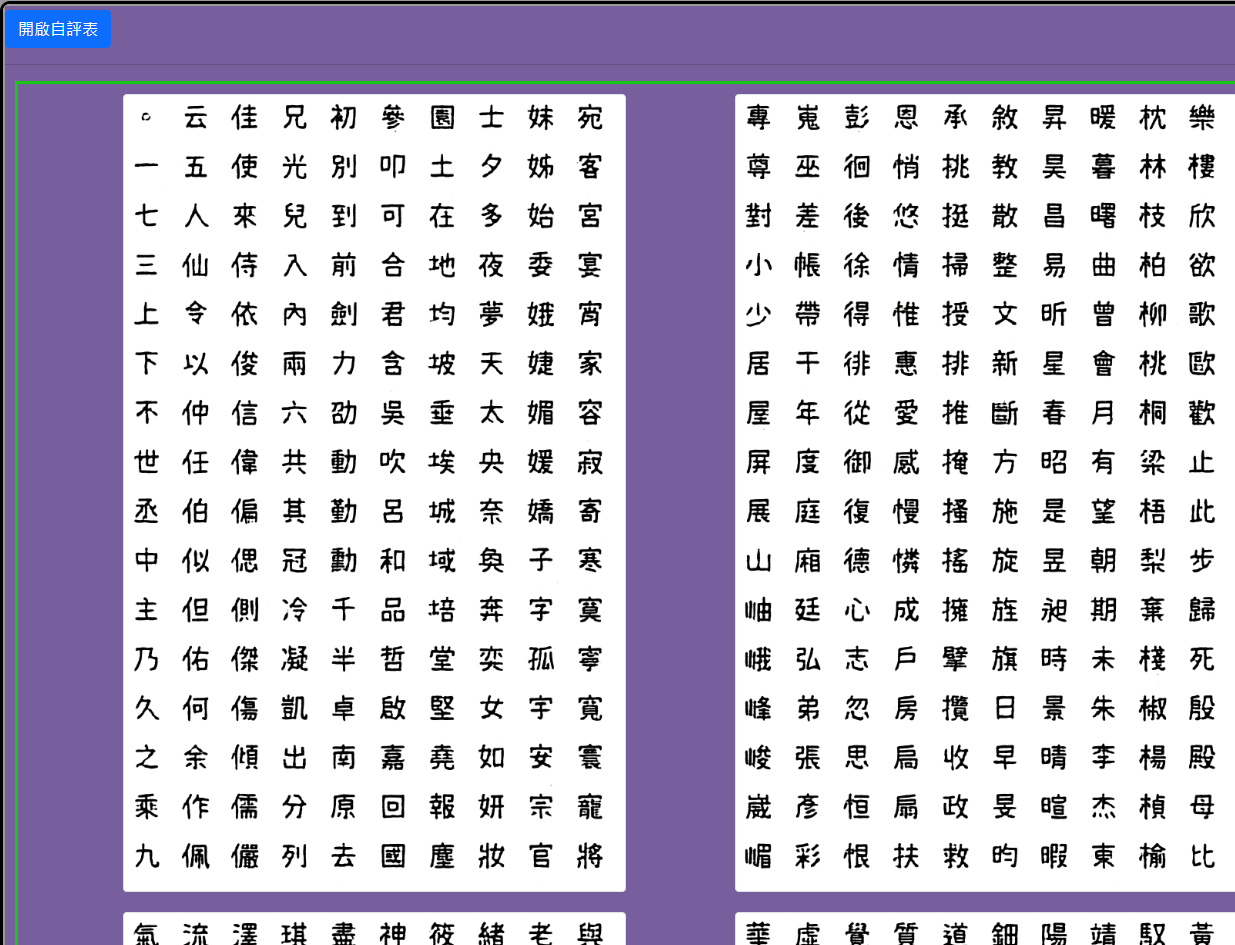 開啟自評表
。云佳兄初參園士妹宛
一五使光別叩土夕姊客
七人來兒到可在多始宮
三仙侍入前合地夜委宴
上令依內劍君均夢娥宵
下以俊兩力含坡天婕家
不仲信六劭吳垂太媚容
世任偉共動吹埃央媛寂
丞伯偏其勤呂城奈嬌寄
中似偲冠勳和域奐子寒
主但側冷千品培奔字寞
乃佑傑凝半哲堂奕孤寧
久何傷凱卓啟堅女宇寬
之余傾出南嘉堯如安寰
乘作儒分原回報妍宗寵
九佩儷列去國塵妝官將
專嵬彭恩承敘昇暖枕樂
尊巫徊悄挑教昊暮林樓
對差後悠挺散昌曙枝欣
小帳徐情掃整易曲柏欲
少帶得惟授文昕曾柳歌
居干徘惠排新星會桃歐
屋年從愛推斷春月桐歡
屏度御感掩方昭有梁止
展庭復慢搔施是望梧此
山廂德憐搖旋昱朝梨步
岫廷心成擁旌昶期棄歸
峨弘志戶擘旗時未棧死
峰弟忽房攬日景朱椒殷
峻張思扃收早晴李楊殿
崴彥恒扇政旻暄杰楨母
嵋彩恨扶救昀暇東榆比
氣流澤琪盡神筱緒老與
華虛覺質道鈿陽靖馭黃